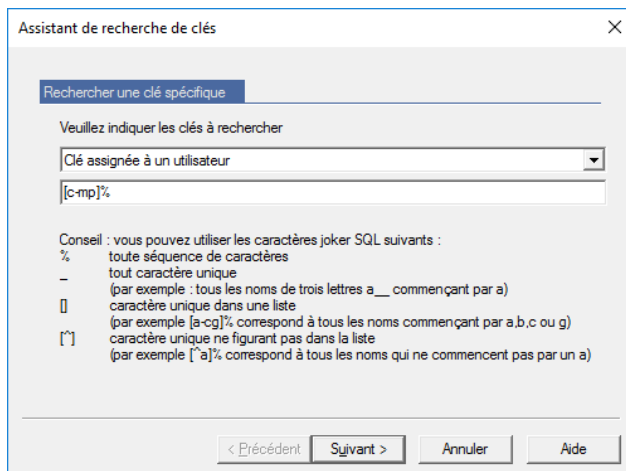 Assistant de recherche de clés
Rechercher une clé spécifique
Veuillez indiquer les clés à rechercher
Clé assignée à un utilisateur
[c-mp]%
Conseil : vous pouvez utiliser les caractères joker SQL suivants :
% toute séquence de caractères
_ tout caractère unique
(par exemple : tous les noms de trois lettres a__ commençant par a)
[] caractère unique dans une liste
(par exemple [a-cg]% correspond à tous les noms commençant par a,b,c ou g)
[^] caractère unique ne figurant pas dans la liste
(par exemple [^a]% correspond à tous les noms qui ne commencent pas par un a)
< Précédent Suivant > Annuler Aide